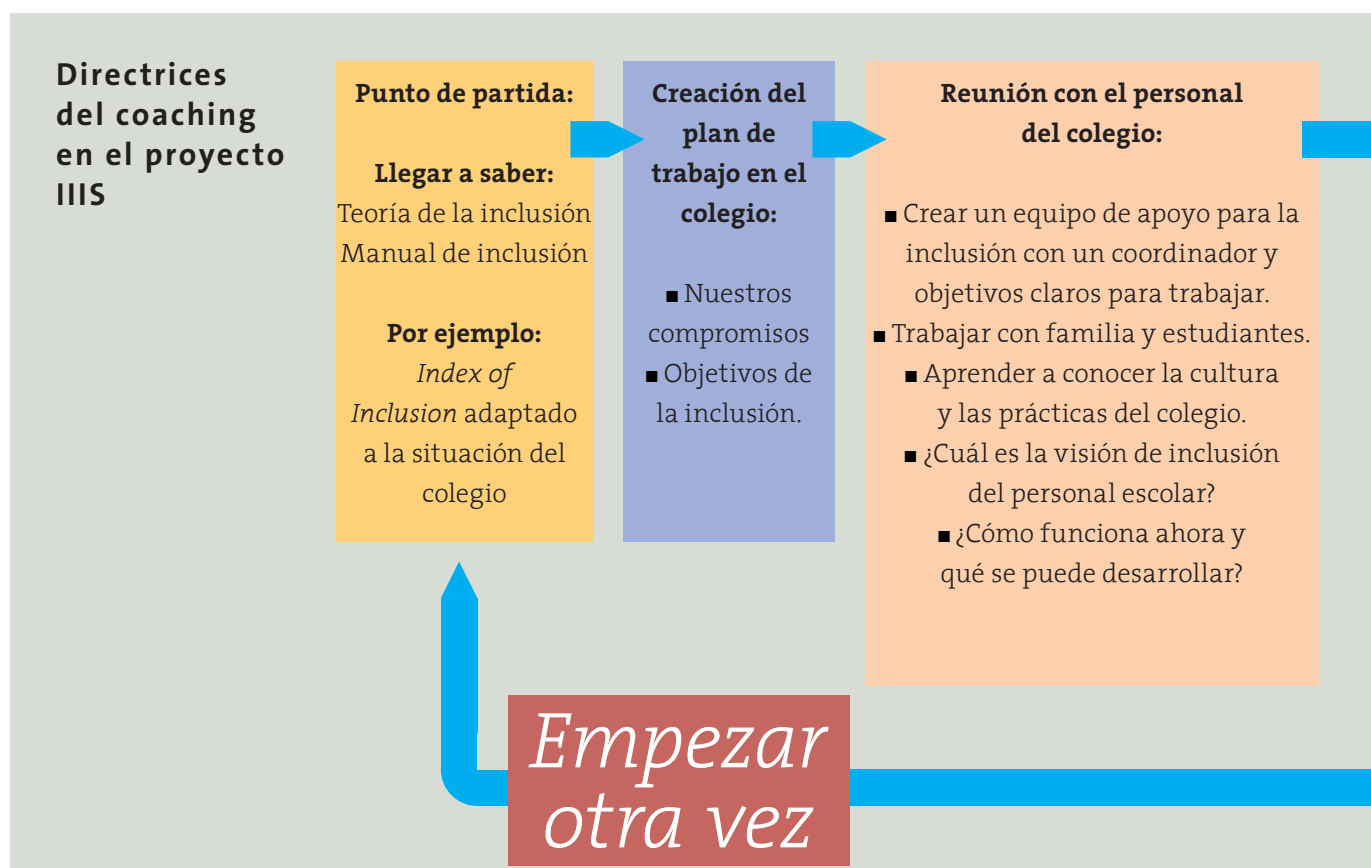 Directrices
del coaching
en el proyecto
IIIS
Punto de partida:
Llegar a saber:
Teoría de la inclusión
Manual de inclusión
Por ejemplo:
Index of
Inclusion adaptado
a la situación del
colegio
Creación del
plan de
trabajo en el
colegio:
■ Nuestros
compromisos
■ Objetivos de
la inclusión.
Reunión con el personal
del colegio:
■ Crear un equipo de apoyo para la
inclusión con un coordinador y
objetivos claros para trabajar.
■ Trabajar con familia y estudiantes.
■ Aprender a conocer la cultura
y las prácticas del colegio.
■ ¿Cuál es la visión de inclusión
del personal escolar?
■ ¿Cómo funciona ahora y
qué se puede desarrollar?
Empezar
otra vez